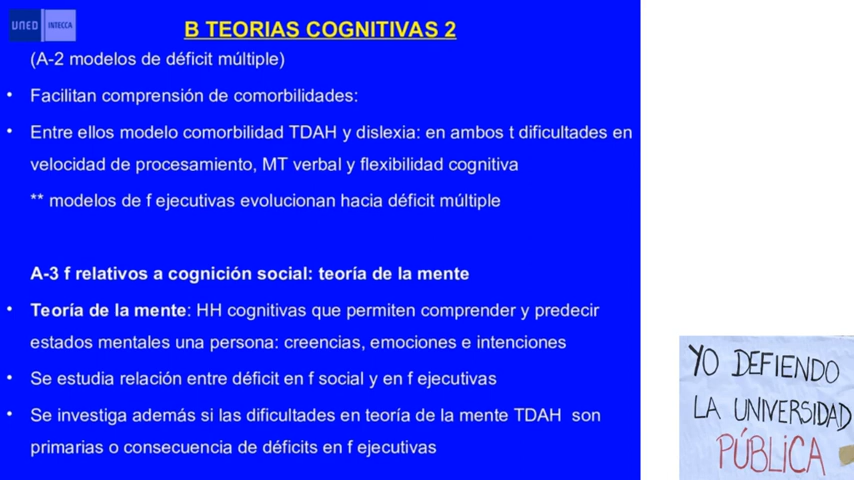 UNED INTECCA
B TEORIAS COGNITIVAS 2
(A-2 modelos de déficit múltiple)
• Facilitan comprensión de comorbilidades:
• Entre ellos modelo comorbilidad TDAH y dislexia: en ambos t dificultades en
velocidad de procesamiento, MT verbal y flexibilidad cognitiva
** modelos de f ejecutivas evolucionan hacia déficit múltiple
A-3 f relativos a cognición social: teoría de la mente
• Teoría de la mente: HH cognitivas que permiten comprender y predecir
estados mentales una persona: creencias, emociones e intenciones
• Se estudia relación entre déficit en f social y en f ejecutivas
• Se investiga además si las dificultades en teoría de la mente TDAH son
primarias o consecuencia de déficits en f ejecutivas
YO DEFIENDO
LA UNIVERSIDAD
PÚBLICA